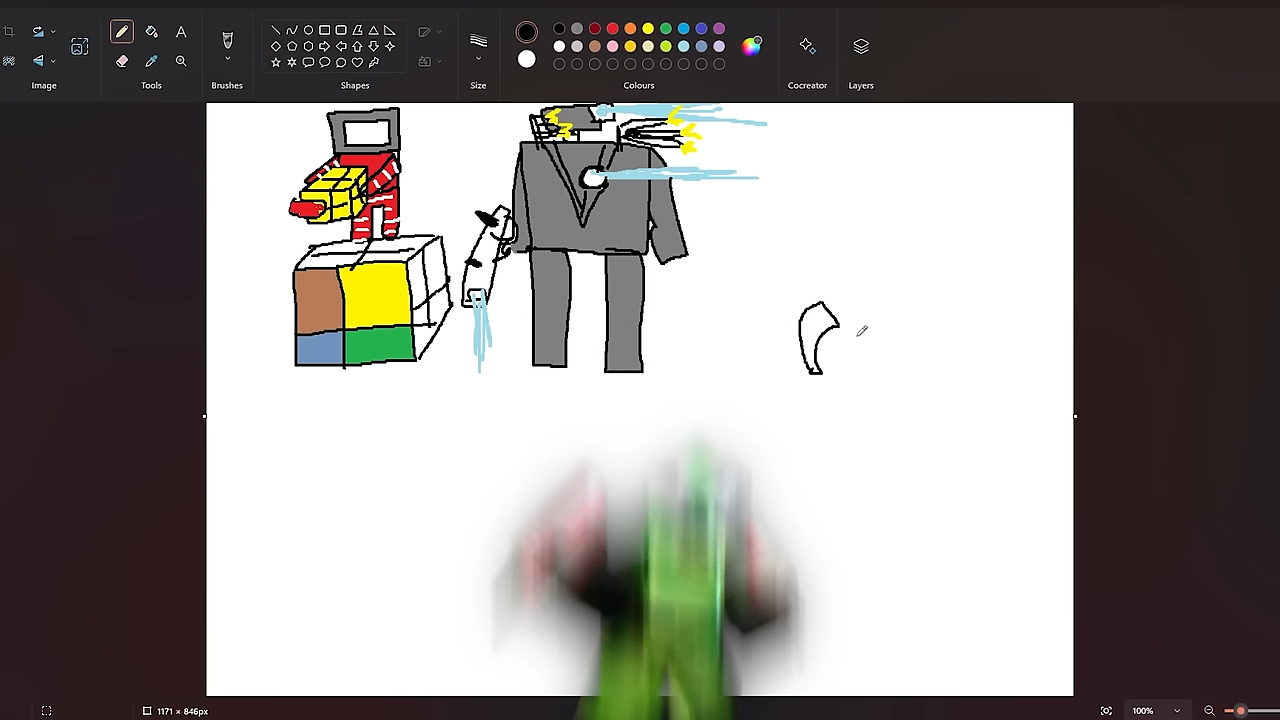 A
Image
Tools
Brushes
Shapes
Size
Colours
Cocreator
Layers
1171 × 846px
100%